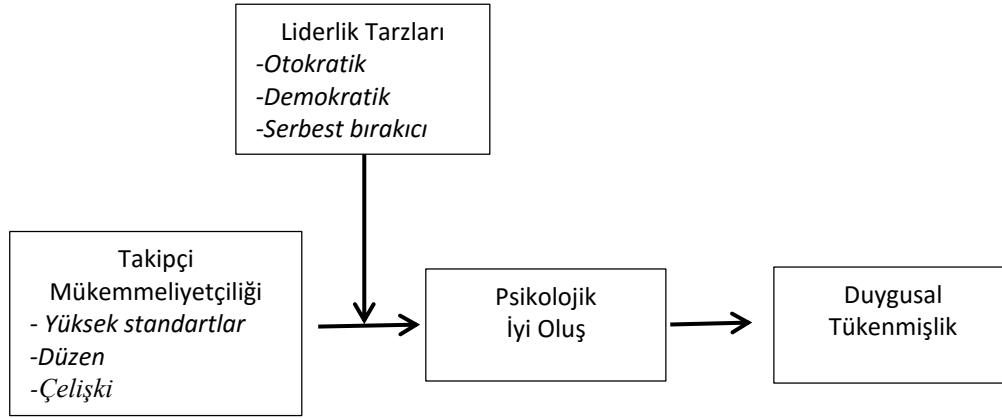 Liderlik Tarzları
-Otokratik
-Demokratik
-Serbest bırakıcı
Takipçi
Mükemmeliyetçiliği
- Yüksek standartlar
-Düzen
-Çelişki
Psikolojik
İyi Oluş
Duygusal
Tükenmişlik